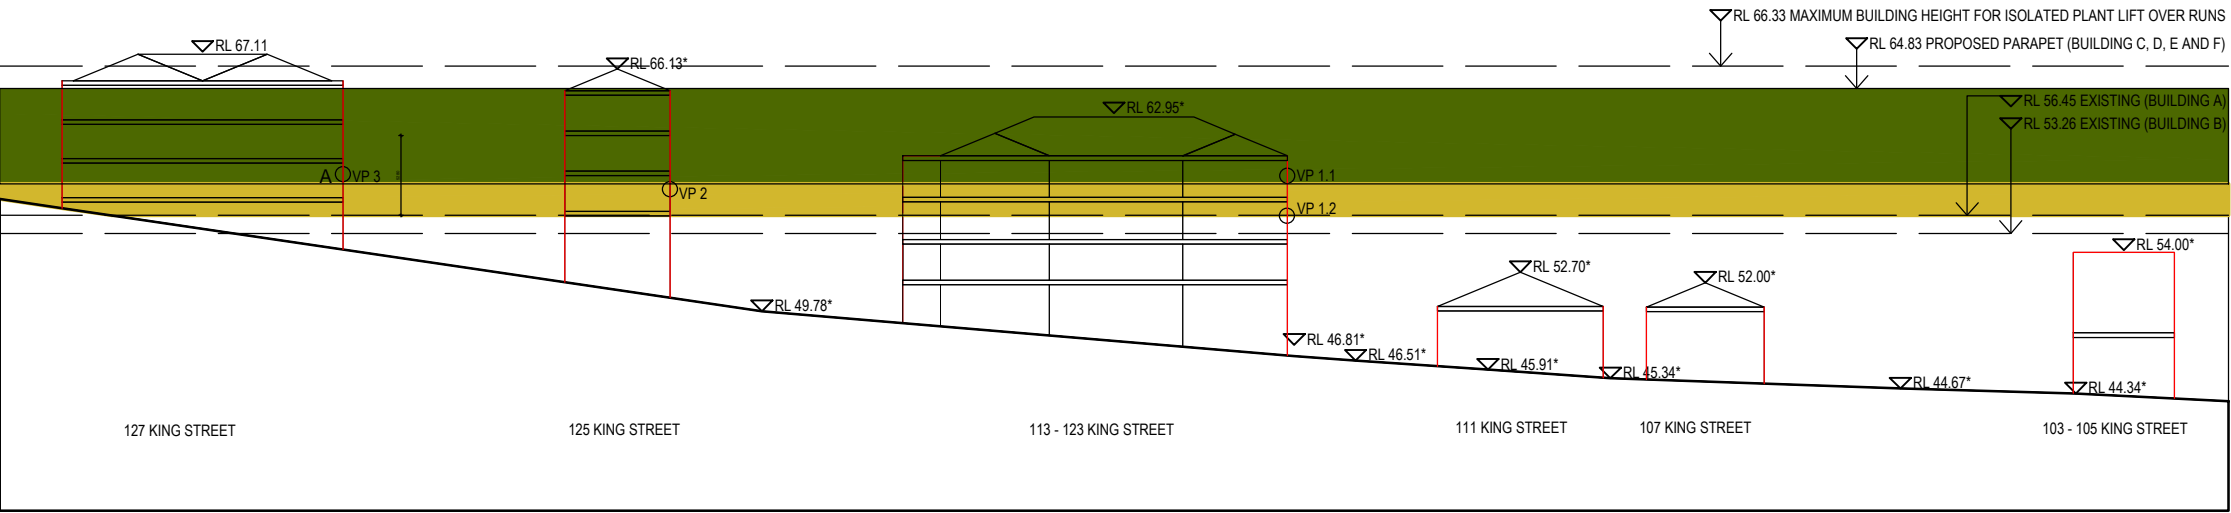 RL 66.33 MAXIMUM BUILDING HEIGHT FOR ISOLATED PLANT LIFT OVER RUNS
RL 64.83 PROPOSED PARAPET (BUILDING C, D, E AND F)
RL 67.11
RL 66.13*
RL 62.95*
RL 56.45 EXISTING (BUILDING A)
RL 53.26 EXISTING (BUILDING B)
A
VP 3
VP 2
VP 1.1
VP 1.2
RL 54.00*
RL 52.70*
RL 52.00*
RL 49.78*
RL 46.81*
RL 46.51*
RL 45.91*
RL 45.34*
RL 44.67*
RL 44.34*
127 KING STREET
125 KING STREET
113 - 123 KING STREET
111 KING STREET
107 KING STREET
103 - 105 KING STREET